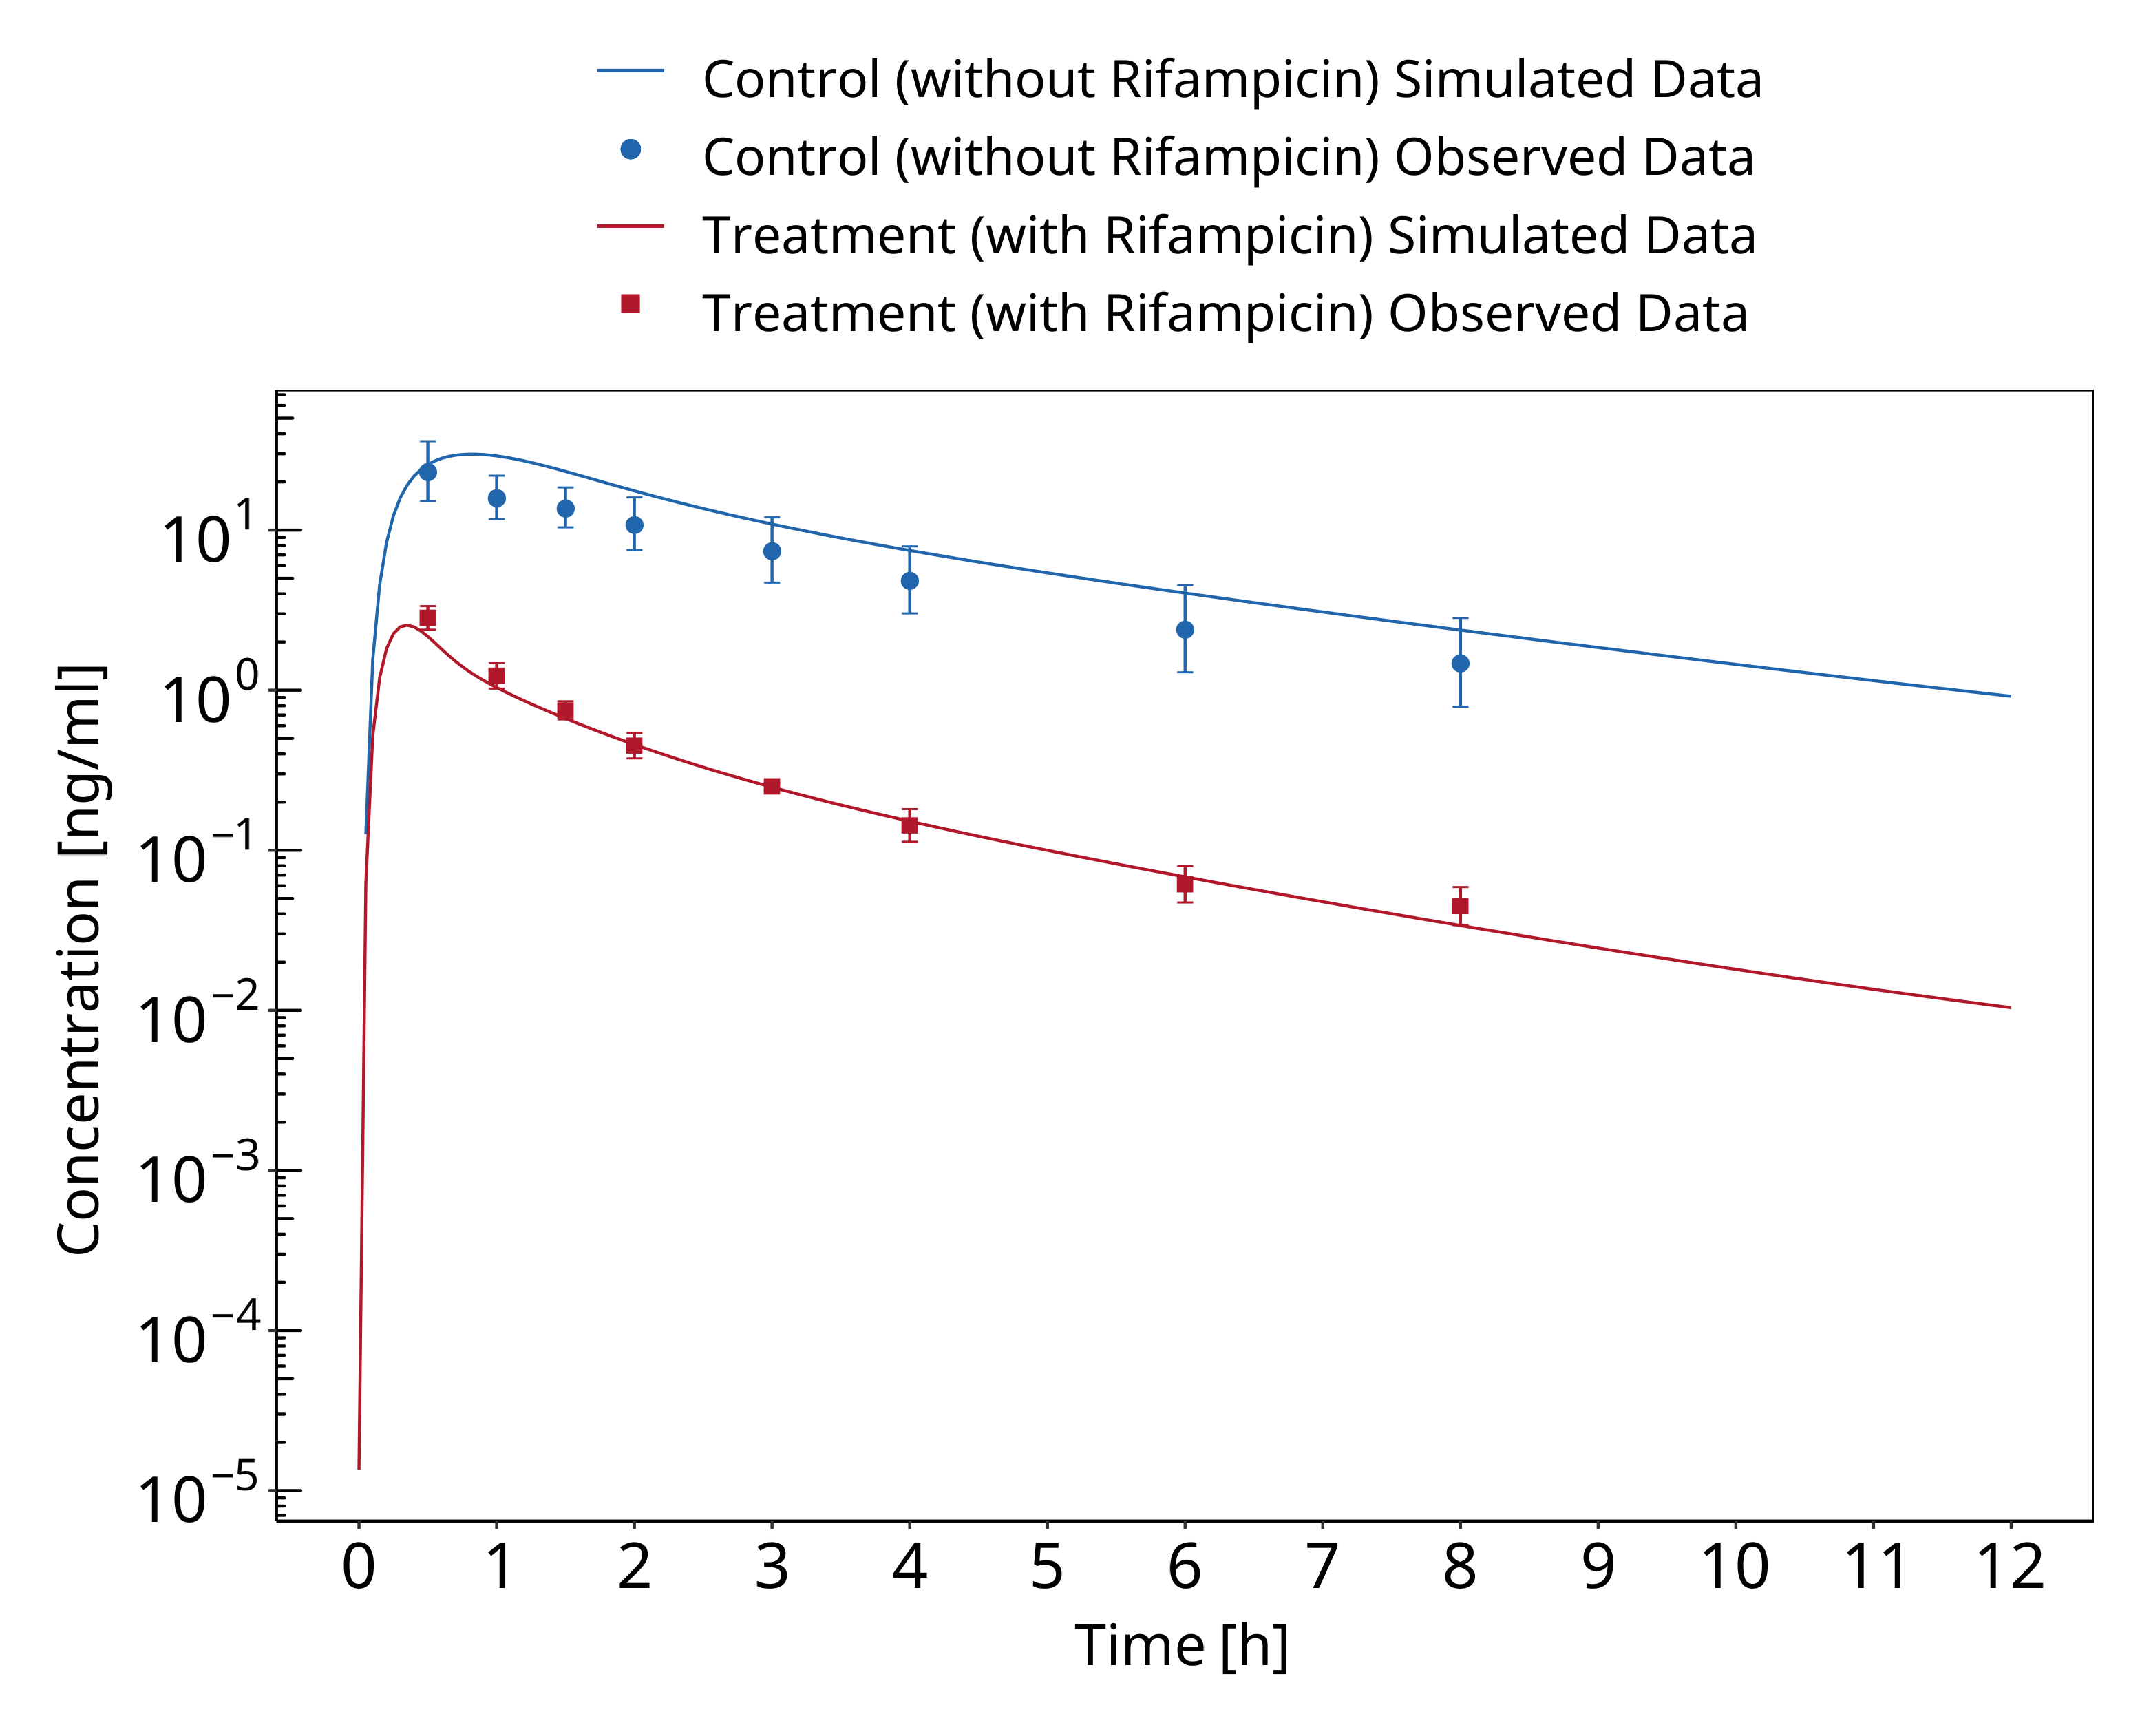 Control (without Rifampicin) Simulated Data
Control (without Rifampicin) Observed Data
Treatment (with Rifampicin) Simulated Data
Treatment (with Rifampicin) Observed Data
Concentration [ng/ml]
10¹
10⁰
10⁻¹
10⁻²
10⁻³
10⁻⁴
10⁻⁵
0 1 2 3 4 5 6 7 8 9 10 11 12
Time [h]